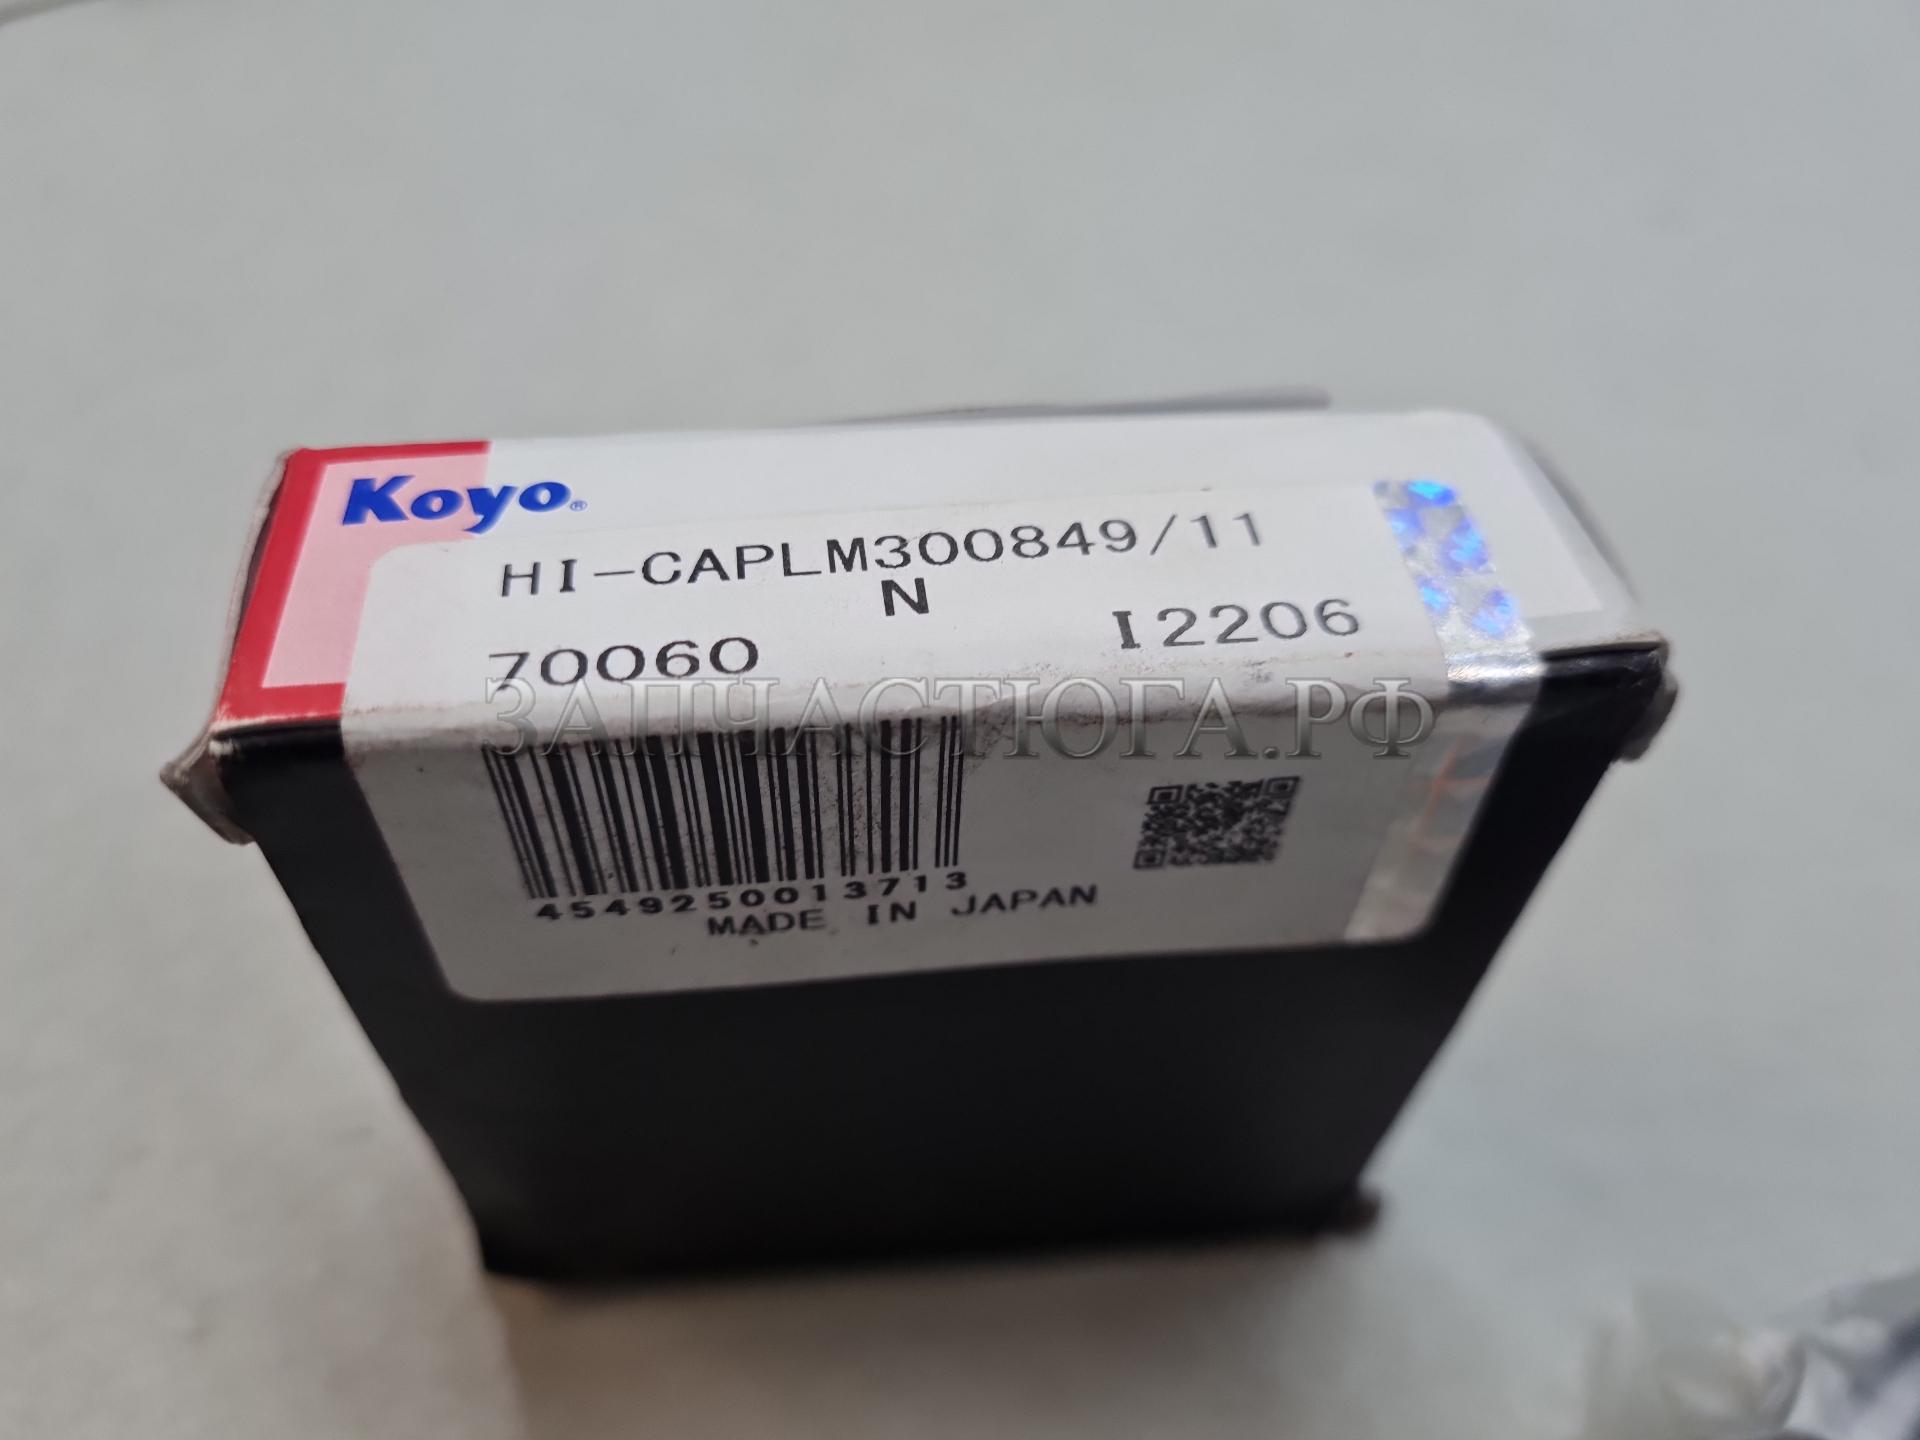 Koyo®
HI-CAPLM300849/11
N
70060 I2206
ЗАПЧАСТЮГА.РФ
4549250013713
MADE IN JAPAN